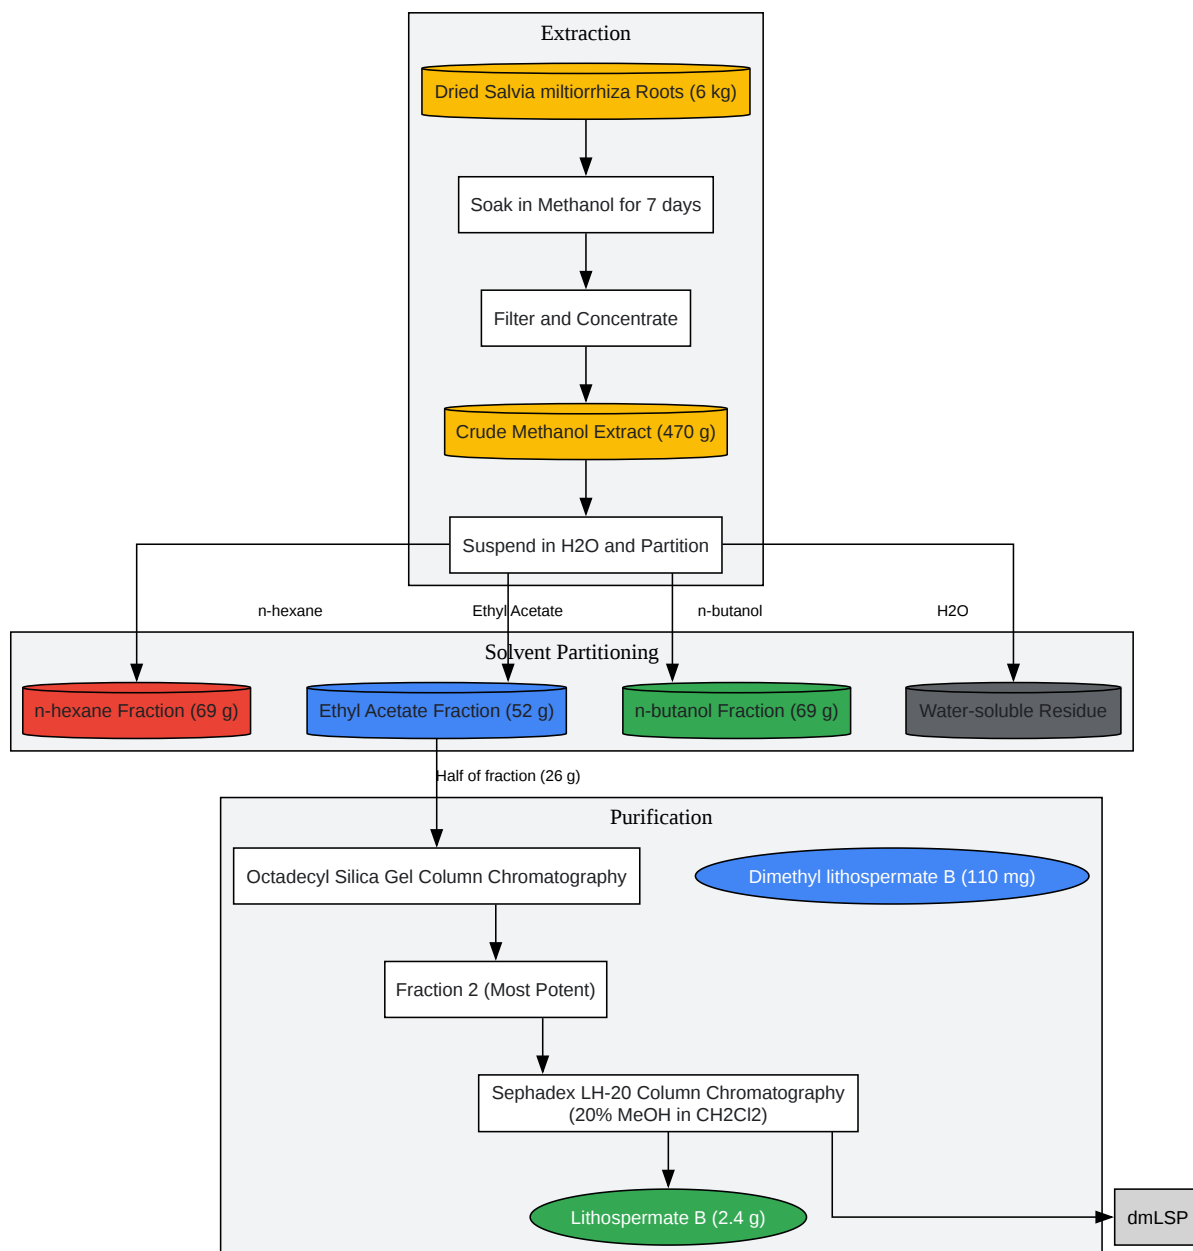 Extraction
Dried Salvia miltiorrhiza Roots (6 kg)
Soak in Methanol for 7 days
Filter and Concentrate
Crude Methanol Extract (470 g)
Suspend in H2O and Partition
n-hexane
Ethyl Acetate
n-butanol
H2O
Solvent Partitioning
n-hexane Fraction (69 g)
Ethyl Acetate Fraction (52 g)
n-butanol Fraction (69 g)
Water-soluble Residue
Half of fraction (26 g)
Purification
Octadecyl Silica Gel Column Chromatography
Dimethyl lithospermate B (110 mg)
Fraction 2 (Most Potent)
Sephadex LH-20 Column Chromatography
(20% MeOH in CH2Cl2)
Lithospermate B (2.4 g)
dmLSP